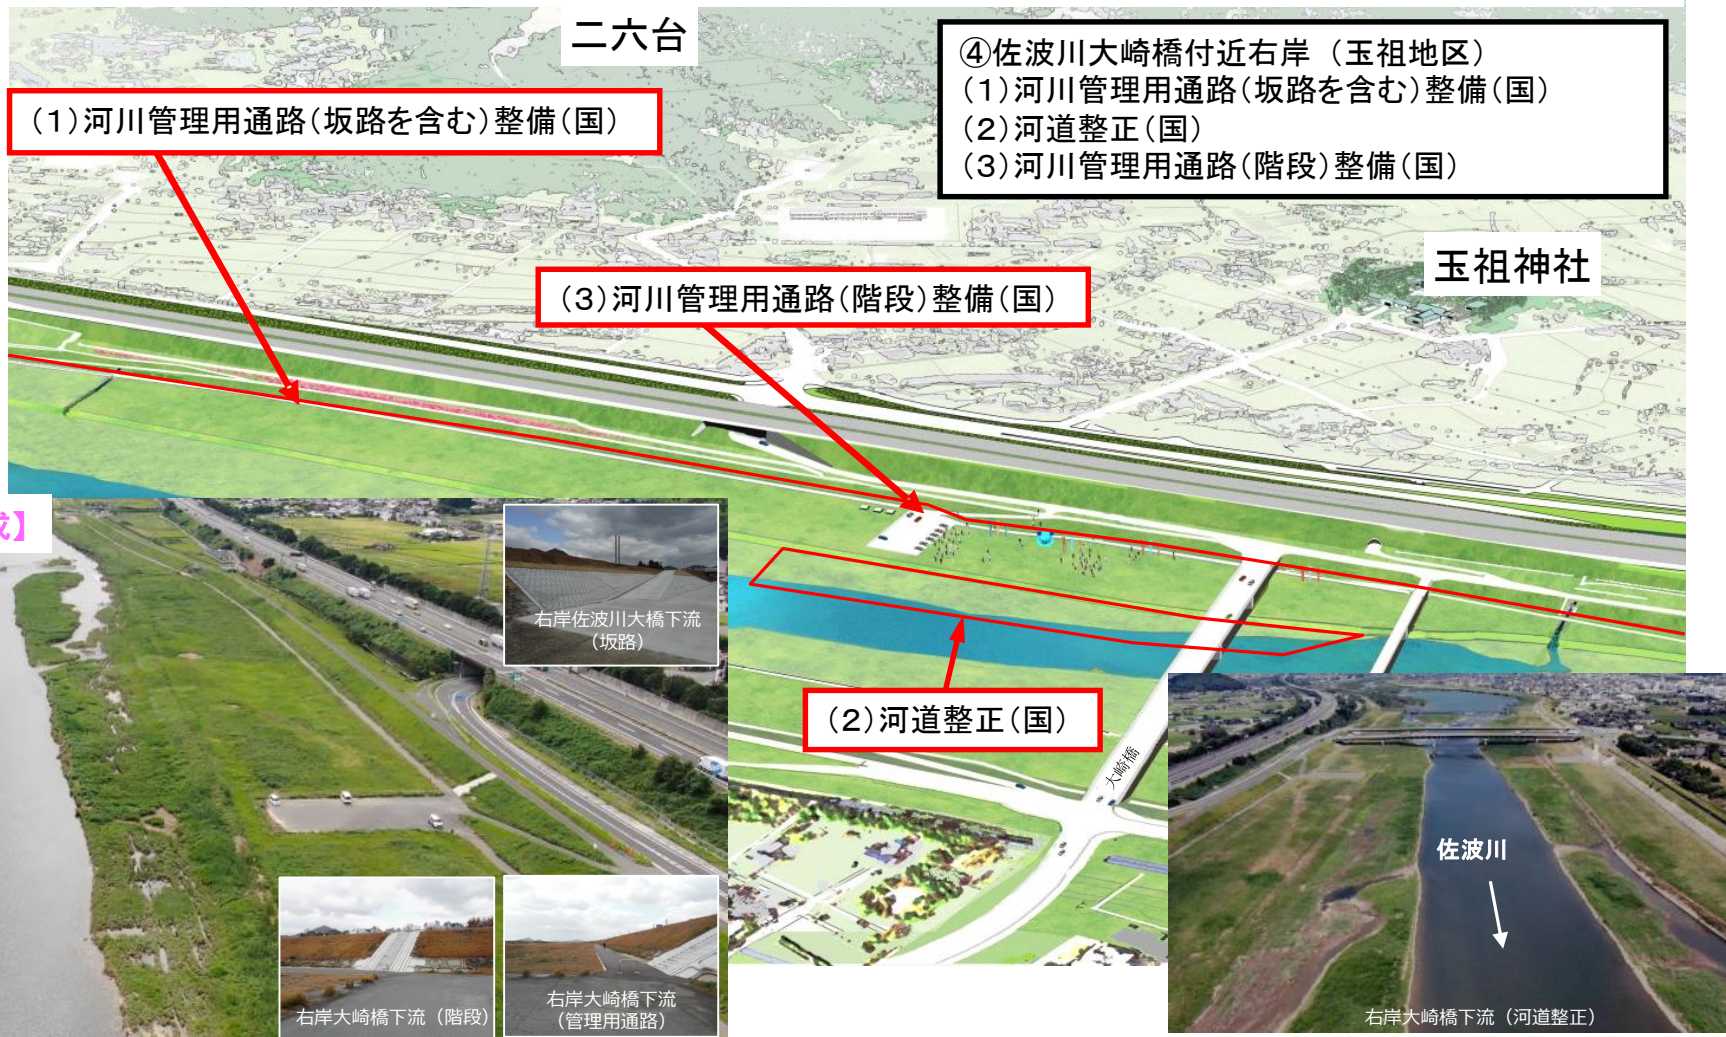 二六台
④佐波川大崎橋付近右岸（玉祖地区）
(1)河川管理用通路(坂路を含む)整備(国)
(2)河道整正(国)
(3)河川管理用通路(階段)整備(国)
(1)河川管理用通路(坂路を含む)整備(国)
玉祖神社
(3)河川管理用通路(階段)整備(国)
】
右岸佐波川大橋下流
（坂路）
(2)河道整正(国)
大崎橋
佐波川
右岸大崎橋下流（階段）
右岸大崎橋下流
（管理用通路）
右岸大崎橋下流（河道整正）